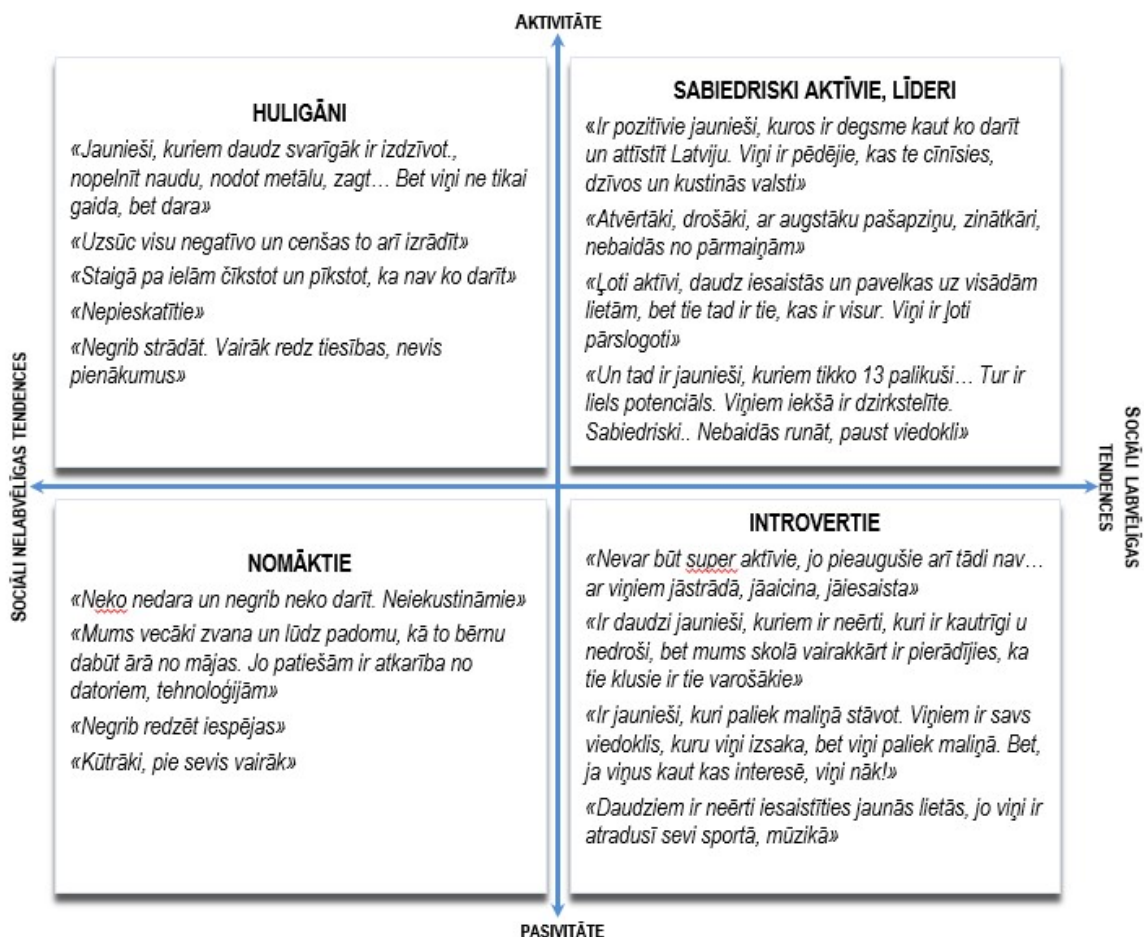 AKTIVITĀTE
HULIGĀNI
«Jaunieši, kuriem daudz svarīgāk ir izdzīvot.,
nopelnīt naudu, nodot metālu, zagt… Bet viņi ne tikai
gaida, bet dara»
«Uzsūc visu negatīvo un cenšas to arī izrādīt»
«Staigā pa ielām čīkstot un pīkstot, ka nav ko darīt»
«Nepieskatītie»
«Negrib strādāt. Vairāk redz tiesības, nevis
pienākumus»
SABIEDRISKI AKTĪVIE, LĪDERI
«Ir pozitīvie jaunieši, kuros ir degsme kaut ko darīt
un attīstīt Latviju. Viņi ir pēdējie, kas te cīnīsies,
dzīvos un kustinās valsti»
«Atvērtāki, drošāki, ar augstāku pašapziņu, zinātkāri,
nebaidās no pārmaiņām»
«Ļoti aktīvi, daudz iesaistās un pavelkas uz visādām
lietām, bet tie tad ir tie, kas ir visur. Viņi ir ļoti
pārslogoti»
«Un tad ir jaunieši, kuriem tikko 13 palikuši… Tur ir
liels potenciāls. Viņiem iekšā ir dzirkstelīte.
Sabiedriski.. Nebaidās runāt, paust viedokli»
SOCIĀLI NELABVĒLĪGAS TENDENCES
SOCIĀLI LABVĒLĪGAS
TENDENCES
NOMĀKTIE
«Neko nedara un negrib neko darīt. Neiekustināmie»
«Mums vecāki zvana un lūdz padomu, kā to bērnu
dabūt ārā no mājas. Jo patiešām ir atkarība no
datoriem, tehnoloģijām»
«Negrib redzēt iespējas»
«Kūtrāki, pie sevis vairāk»
INTROVERTIE
«Nevar būt super aktīvie, jo pieaugušie arī tādi nav…
ar viņiem jāstrādā, jāaicina, jāiesaista»
«Ir daudzi jaunieši, kuriem ir neērti, kuri ir kautrīgi u
nedroši, bet mums skolā vairakkārt ir pierādījies, ka
tie klusie ir tie varošākie»
«Ir jaunieši, kuri paliek maliņā stāvot. Viņiem ir savs
viedoklis, kuru viņi izsaka, bet viņi paliek maliņā. Bet,
ja viņus kaut kas interesē, viņi nāk!»
«Daudziem ir neērti iesaistīties jaunās lietās, jo viņi ir
atradusī sevi sportā, mūzikā»
PASIVITĀTE